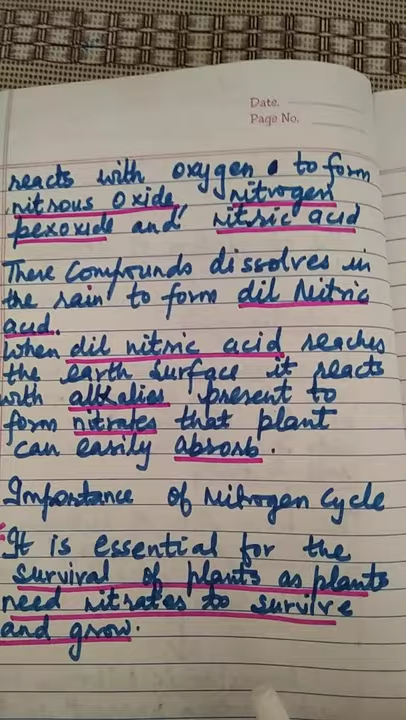 Date.
Page No.
reacts with oxygen to form
nitrous oxide, nitrogen
pexoxide and nitric acid
These Compounds dissolves in
the rain to form dil Nitric
acid.
When dil nitric acid reaches
the earth surface it reacts
with alkalies present to
form nitrates that plant
can easily absorb.
Importance of Nitrogen Cycle
It is essential for the
survival of plants as plants
need nitrates to survive
and grow.